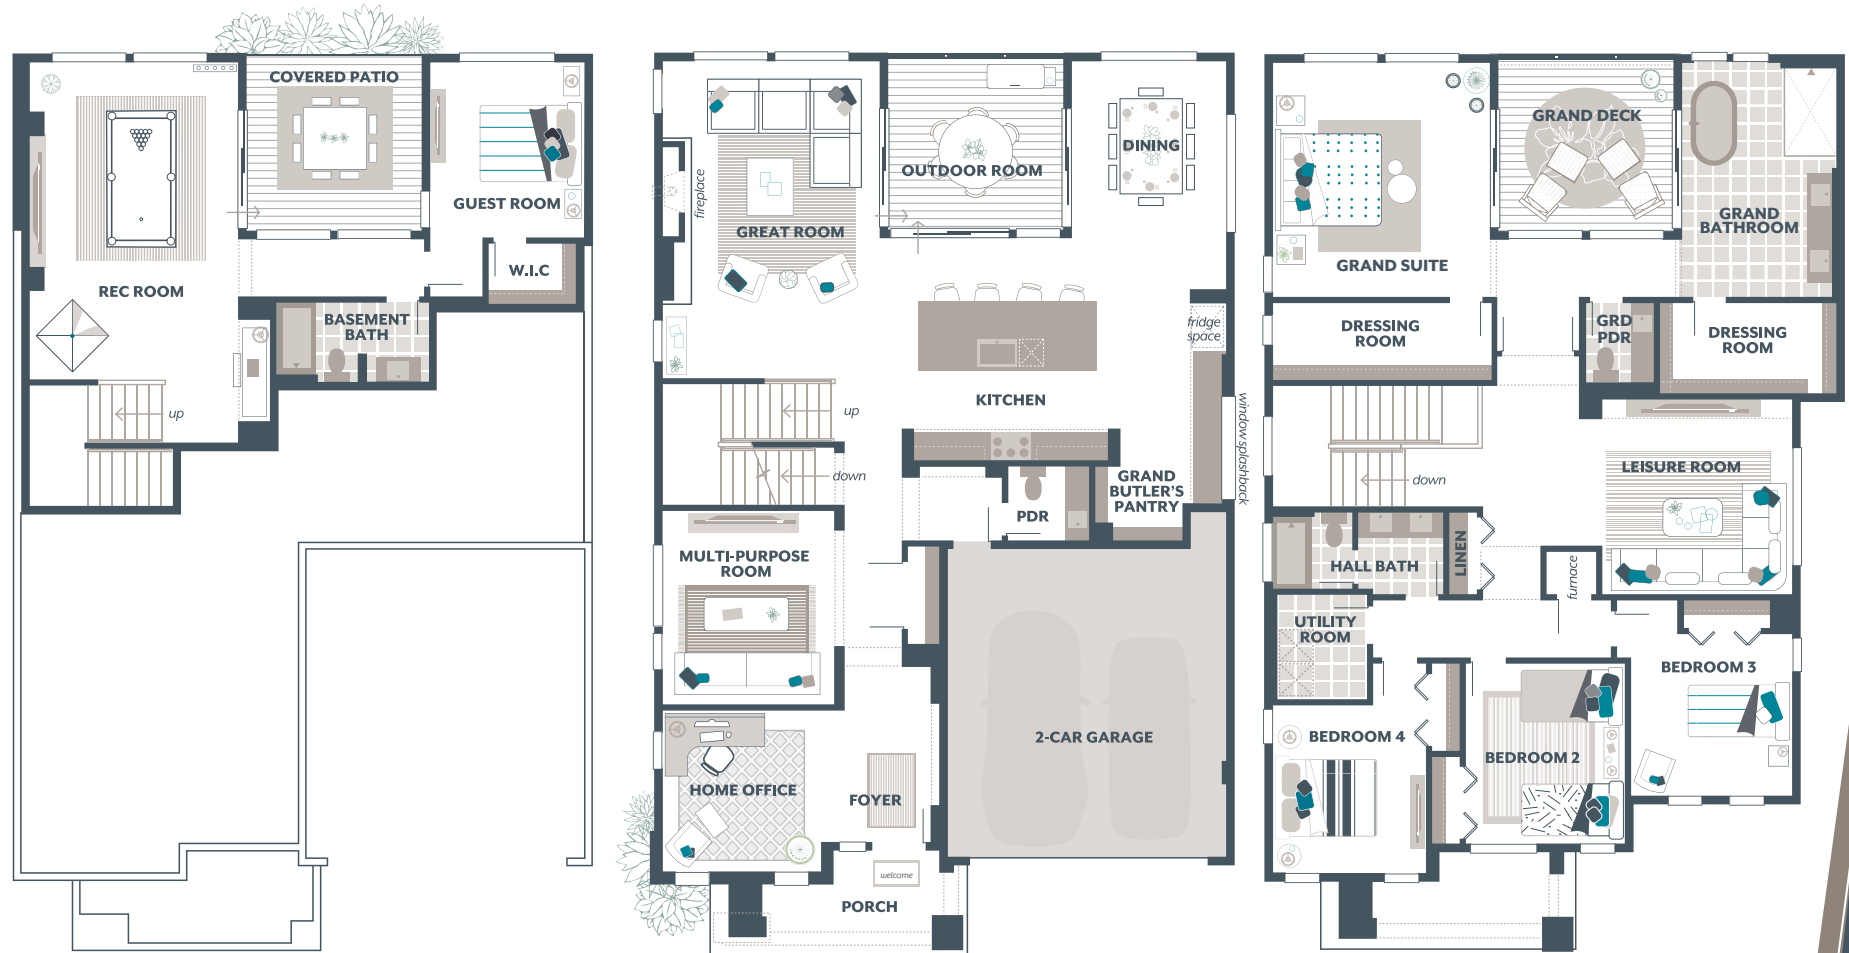 COVERED PATIO
GUEST ROOM
W.I.C
REC ROOM
BASEMENT
BATH
up
fireplace
GREAT ROOM
OUTDOOR ROOM
DINING
fridge
space
KITCHEN
up
down
window splashback
GRAND
BUTLER'S
PANTRY
PDR
MULTI-PURPOSE
ROOM
2-CAR GARAGE
HOME OFFICE
FOYER
welcome
PORCH
GRAND DECK
GRAND
BATHROOM
GRAND SUITE
DRESSING
ROOM
GRD
PDR
DRESSING
ROOM
LEISURE ROOM
down
HALL BATH
LINEN
furnace
UTILITY
ROOM
BEDROOM 3
BEDROOM 4
BEDROOM 2